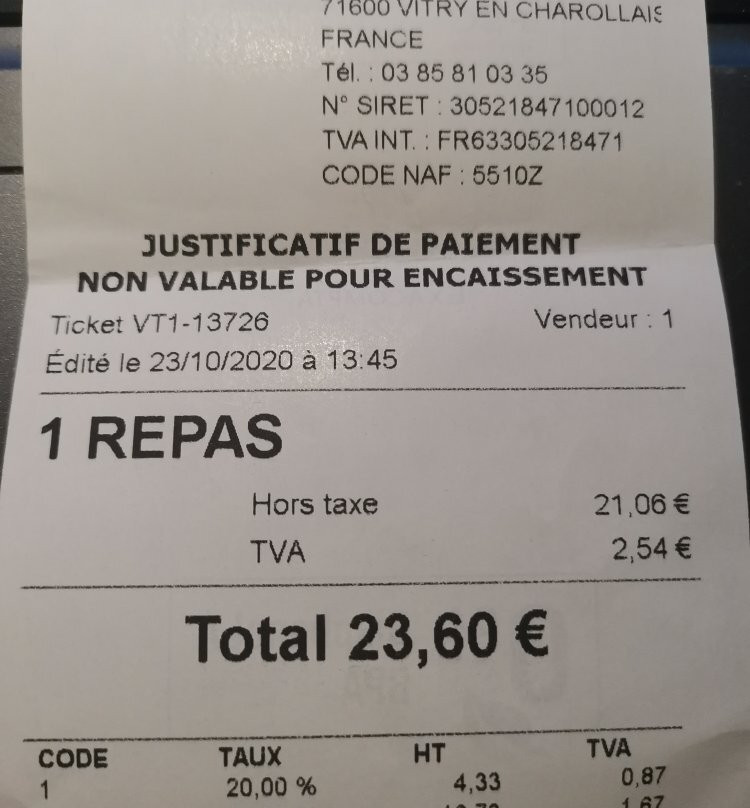 71600 VITRY EN CHAROLLAIS
FRANCE
Tél. : 03 85 81 03 35
N° SIRET : 30521847100012
TVA INT. : FR63305218471
CODE NAF : 5510Z
JUSTIFICATIF DE PAIEMENT
NON VALABLE POUR ENCAISSEMENT
Ticket VT1-13726 Vendeur : 1
Édité le 23/10/2020 à 13:45
1 REPAS
Hors taxe 21,06 €
TVA 2,54 €
Total 23,60 €
CODE TAUX HT TVA
1 20,00 % 4,33 0,87
1,67